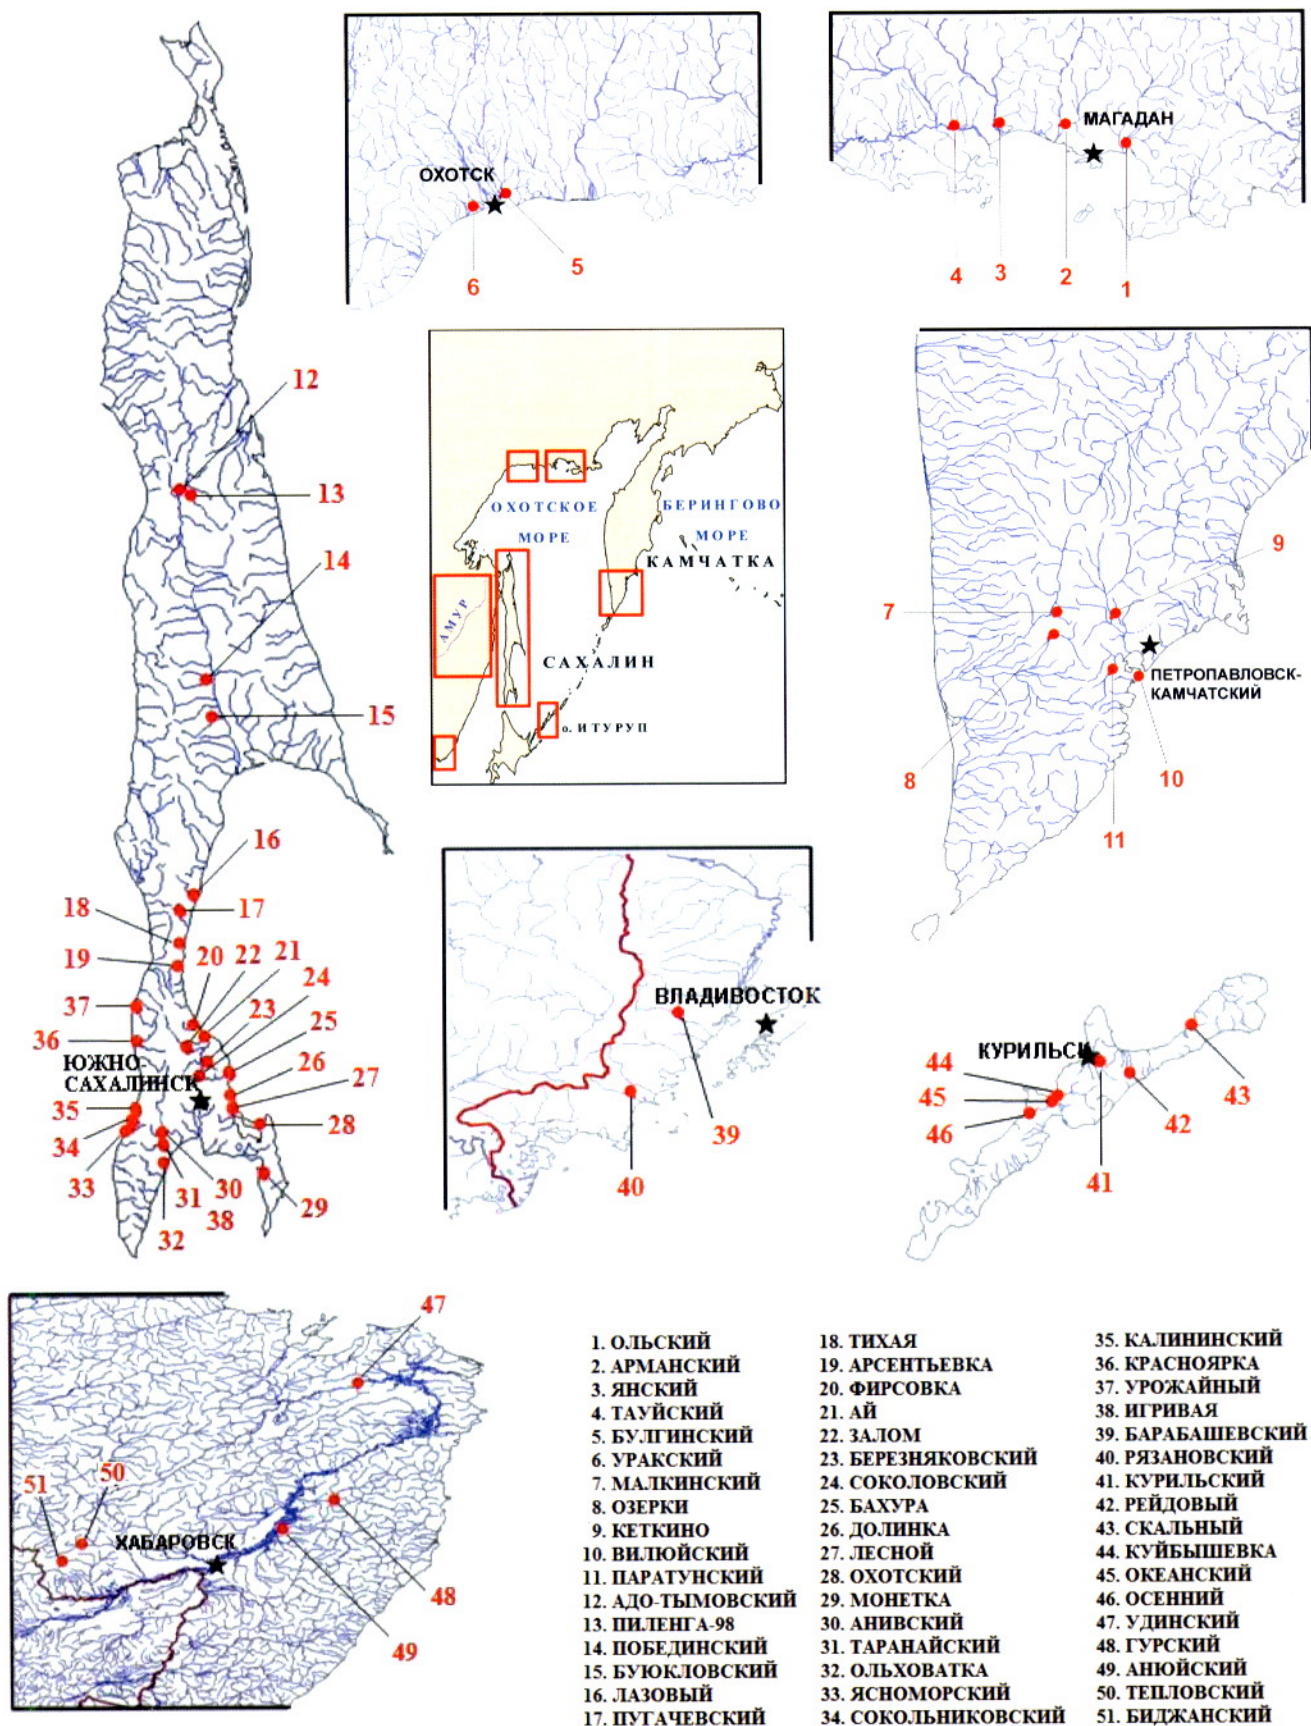 ОХОТСК
6
5
МАГАДАН
4
3
2
1
12
13
14
15
16
17
18
19
20
22
21
24
23
25
26
27
28
29
30
38
31
32
33
34
35
36
37
ЮЖНО-
САХАЛИНСК
ОХОТСКОЕ
МОРЕ
БЕРИНГОВО
МОРЕ
КАМЧАТКА
АМУР
САХАЛИН
о. ИТУРУП
7
8
9
10
11
ПЕТРОПАВЛОВСК-
КАМЧАТСКИЙ
ВЛАДИВОСТОК
39
40
КУРИЛЬСК
44
45
46
43
42
41
47
51
50
ХАБАРОВСК
48
49
1. ОЛЬСКИЙ
2. АРМАНСКИЙ
3. ЯНСКИЙ
4. ТАУЙСКИЙ
5. БУЛГИНСКИЙ
6. УРАКСКИЙ
7. МАЛКИНСКИЙ
8. ОЗЕРКИ
9. КЕТКИНО
10. ВИЛЮЙСКИЙ
11. ПАРАТУНСКИЙ
12. АДО-ТЫМОВСКИЙ
13. ПИЛЕНГА-98
14. ПОБЕДИНСКИЙ
15. БУЮКЛОВСКИЙ
16. ЛАЗОВЫЙ
17. ПУГАЧЕВСКИЙ
18. ТИХАЯ
19. АРСЕНТЬЕВКА
20. ФИРСОВКА
21. АЙ
22. ЗАЛОМ
23. БЕРЕЗНЯКОВСКИЙ
24. СОКОЛОВСКИЙ
25. БАХУРА
26. ДОЛИНКА
27. ЛЕСНОЙ
28. ОХОТСКИЙ
29. МОНЕТКА
30. АНИВСКИЙ
31. ТАРАНАЙСКИЙ
32. ОЛЬХОВАТКА
33. ЯСНОМОРСКИЙ
34. СОКОЛЬНИКОВСКИЙ
35. КАЛИНИНСКИЙ
36. КРАСНОЯРКА
37. УРОЖАЙНЫЙ
38. ИГРИВАЯ
39. БАРАБАШЕВСКИЙ
40. РЯЗАНОВСКИЙ
41. КУРИЛЬСКИЙ
42. РЕЙДОВЫЙ
43. СКАЛЬНЫЙ
44. КУЙБЫШЕВКА
45. ОКЕАНСКИЙ
46. ОСЕННИЙ
47. УДИНСКИЙ
48. ГУРСКИЙ
49. АНЮЙСКИЙ
50. ТЕПЛОВСКИЙ
51. БИДЖАНСКИЙ